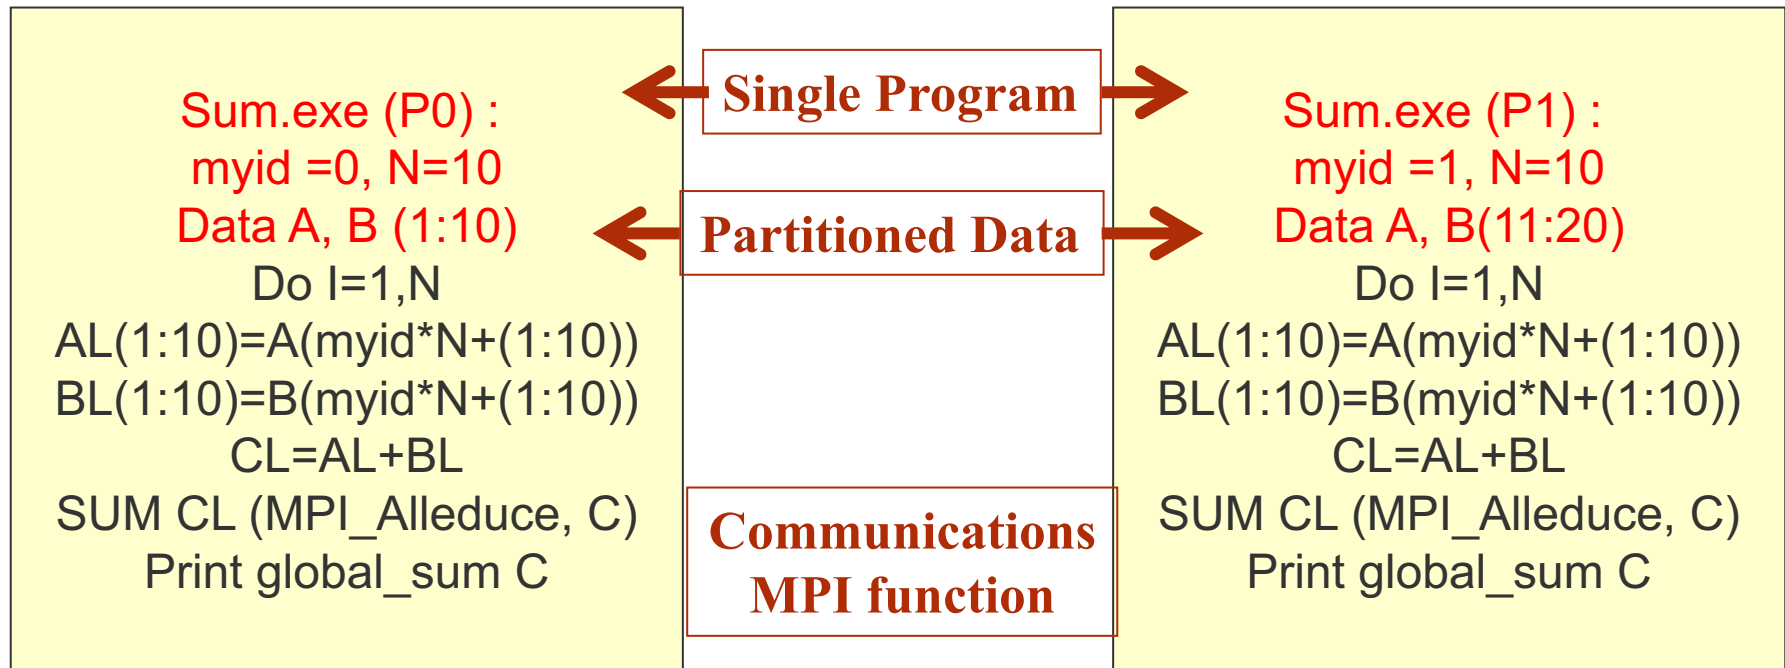 Sum.exe (P0) :
myid =0, N=10
Data A, B (1:10)
Do I=1,N
AL(1:10)=A(myid*N+(1:10))
BL(1:10)=B(myid*N+(1:10))
CL=AL+BL
SUM CL (MPI_Alleduce, C)
Print global_sum C
Single Program
Partitioned Data
Communications
MPI function
Sum.exe (P1) :
myid =1, N=10
Data A, B(11:20)
Do I=1,N
AL(1:10)=A(myid*N+(1:10))
BL(1:10)=B(myid*N+(1:10))
CL=AL+BL
SUM CL (MPI_Alleduce, C)
Print global_sum C